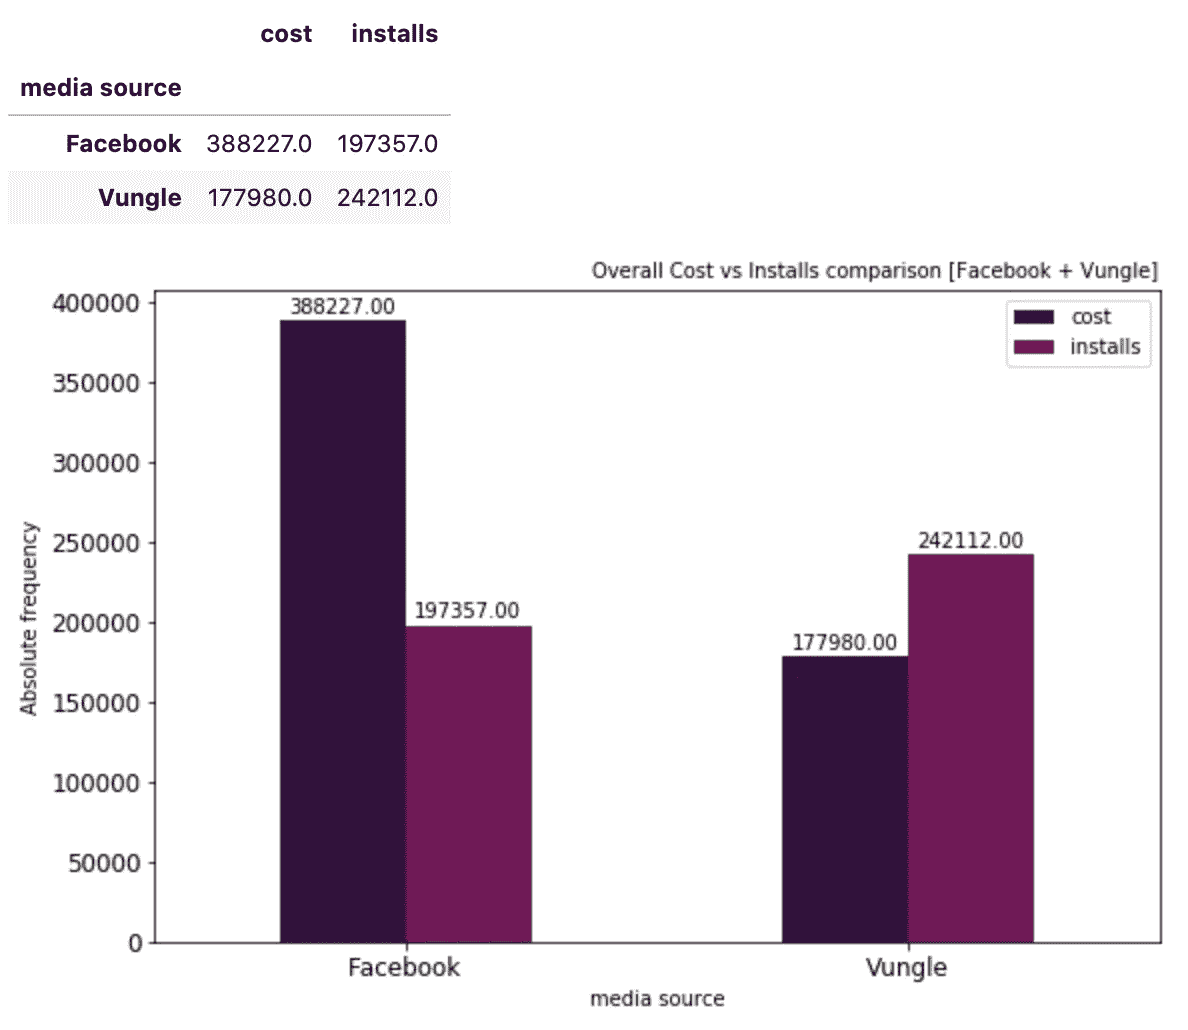 cost installs
media source
Facebook 388227.0 197357.0
Vungle 177980.0 242112.0
Overall Cost vs Installs comparison [Facebook + Vungle]
400000
350000
300000
250000
200000
150000
100000
50000
0
Absolute frequency
388227.00
197357.00
177980.00
242112.00
cost
installs
Facebook Vungle
media source